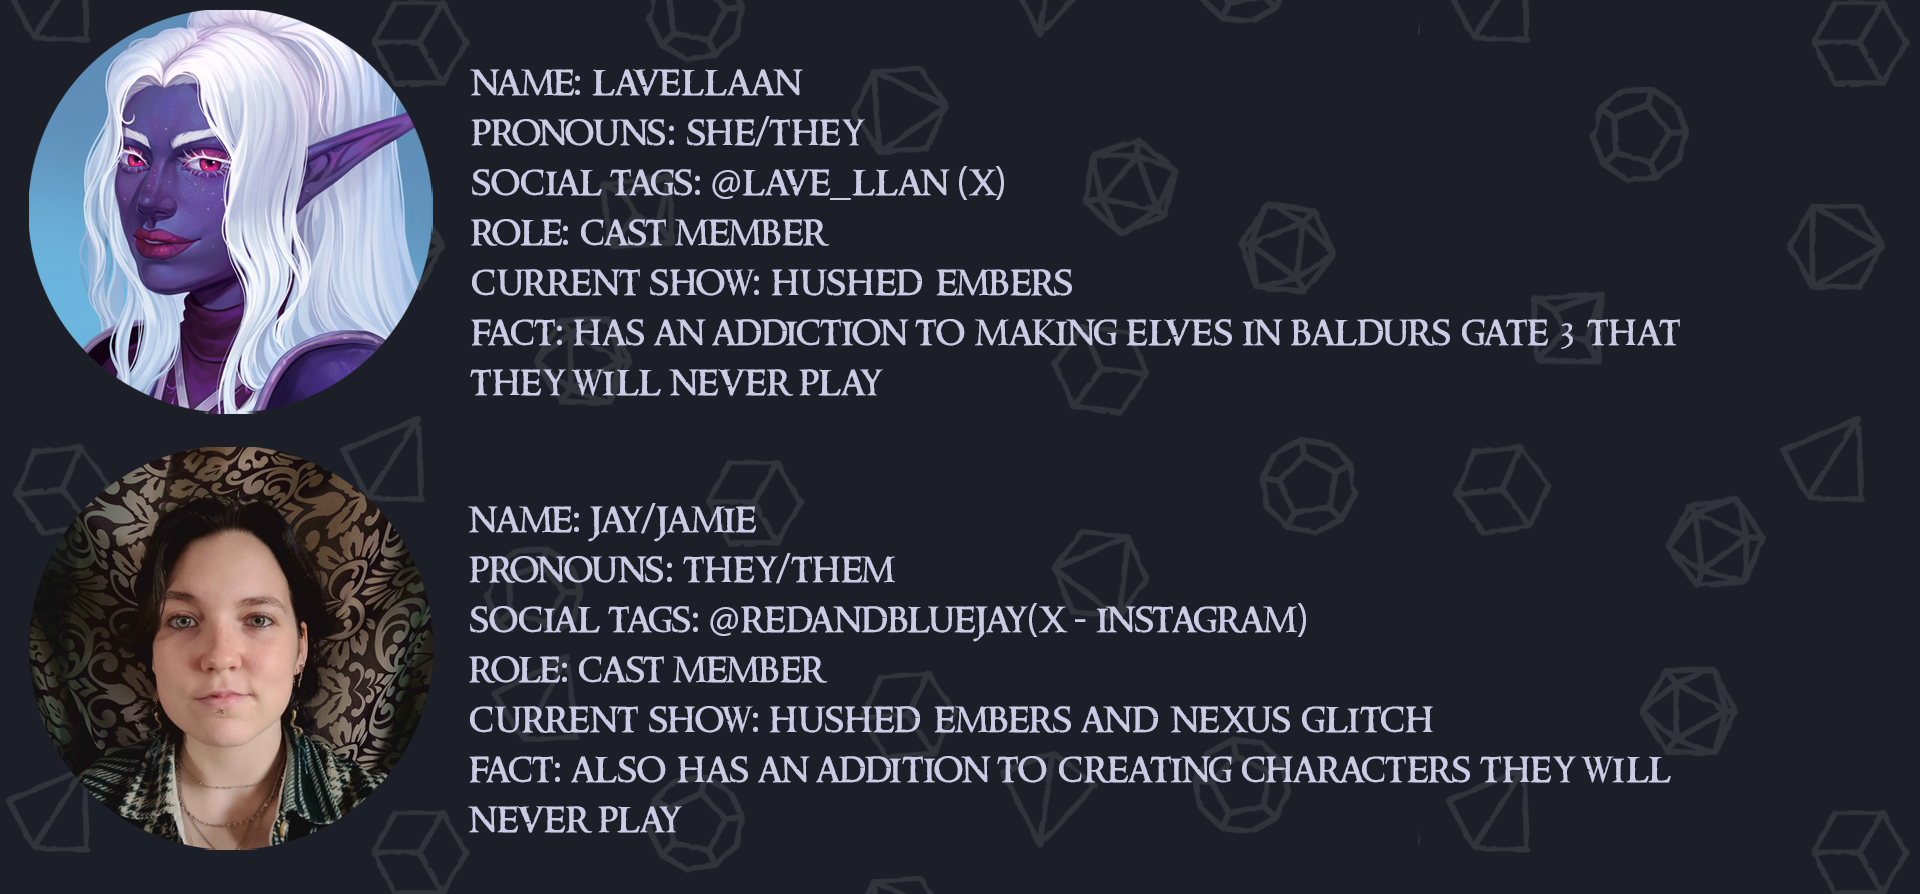 NAME: LAVELLAAN
PRONOUNS: SHE/THEY
SOCIAL TAGS: @LAVE_LLAN (X)
ROLE: CAST MEMBER
CURRENT SHOW: HUSHED EMBERS
FACT: HAS AN ADDICTION TO MAKING ELVES IN BALDURS GATE 3 THAT
THEY WILL NEVER PLAY
NAME: JAY/JAMIE
PRONOUNS: THEY/THEM
SOCIAL TAGS: @REDANDBLUEJAY(X - INSTAGRAM)
ROLE: CAST MEMBER
CURRENT SHOW: HUSHED EMBERS AND NEXUS GLITCH
FACT: ALSO HAS AN ADDITION TO CREATING CHARACTERS THEY WILL
NEVER PLAY